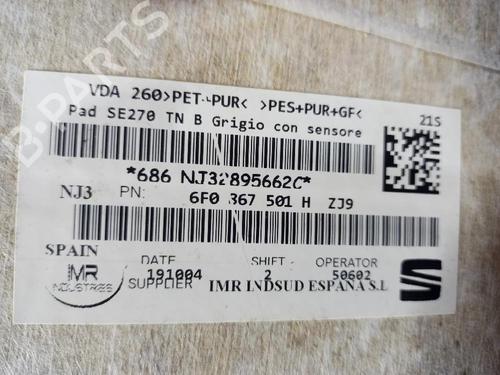 B-PARTS
VDA 260>PET+PUR< >PES+PUR+GF<
Pad SE270 TN B Grigio con sensore 21S
*686 NJ32895662C*
NJ3 PN: 6F0 867 501 H ZJ9
SPAIN
DATE SHIFT OPERATOR
191004 2 50602
IMR INDUSTRIES SUPPLIER IMR INDSUD ESPAÑA S.L